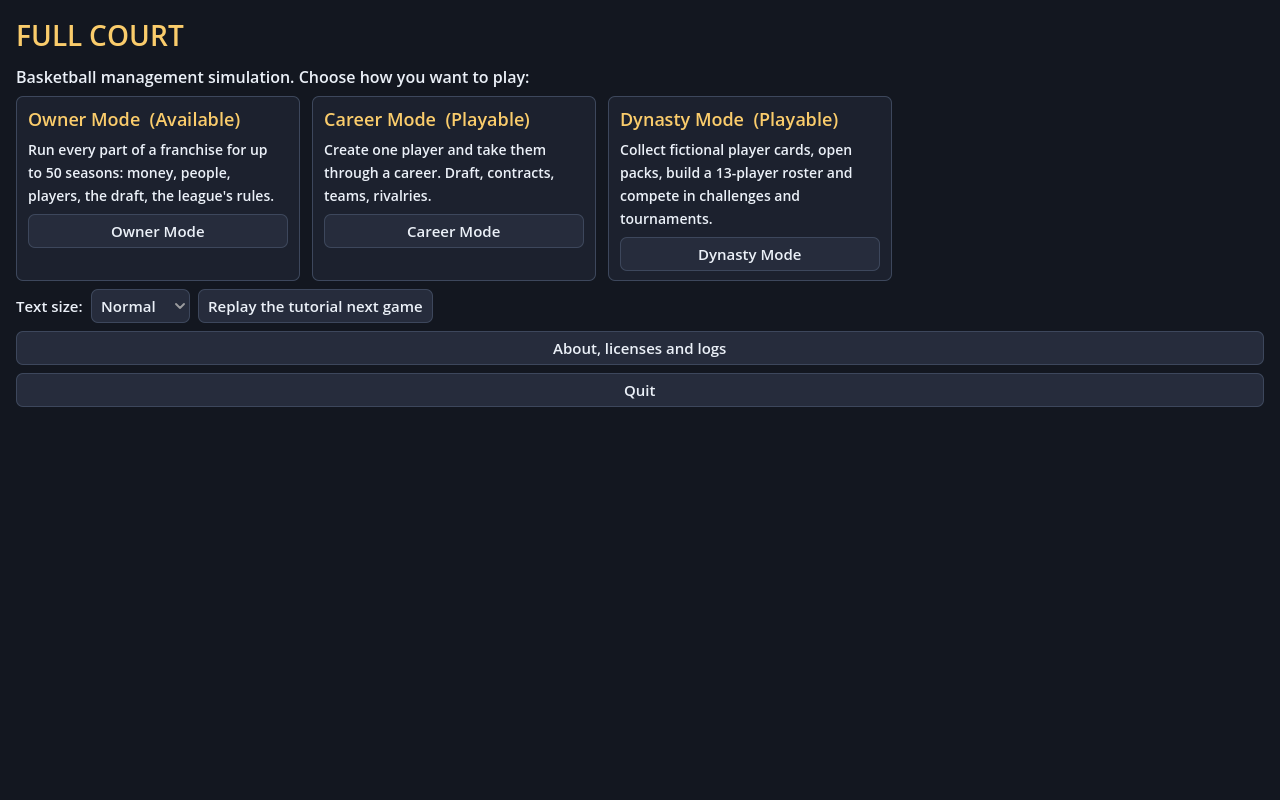 FULL COURT
Basketball management simulation. Choose how you want to play:
Owner Mode (Available)
Run every part of a franchise for up
to 50 seasons: money, people,
players, the draft, the league's rules.
Owner Mode
Career Mode (Playable)
Create one player and take them
through a career. Draft, contracts,
teams, rivalries.
Career Mode
Dynasty Mode (Playable)
Collect fictional player cards, open
packs, build a 13-player roster and
compete in challenges and
tournaments.
Dynasty Mode
Text size: Normal Replay the tutorial next game
About, licenses and logs
Quit